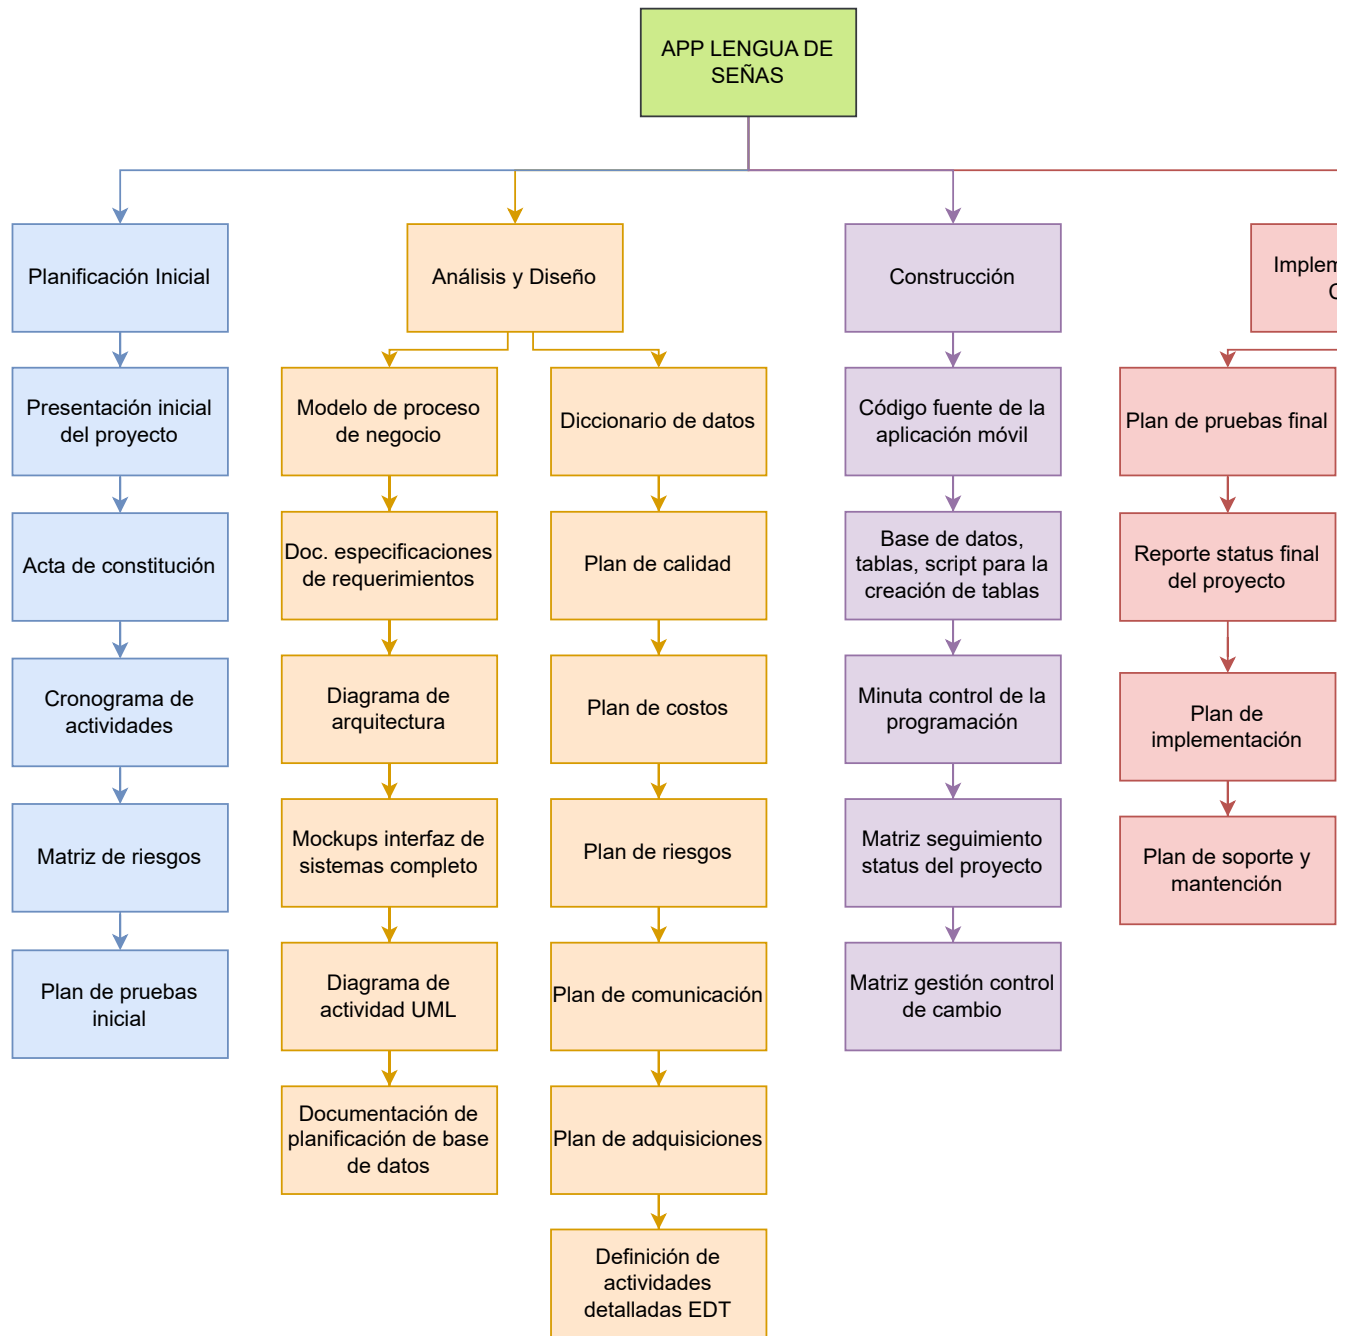 APP LENGUA DE
SEÑAS
Planificación Inicial
Análisis y Diseño
Construcción
Presentación inicial
del proyecto
Acta de constitución
Cronograma de
actividades
Matriz de riesgos
Plan de pruebas
inicial
Modelo de proceso
de negocio
Doc. especificaciones
de requerimientos
Diagrama de
arquitectura
Mockups interfaz de
sistemas completo
Diagrama de
actividad UML
Documentación de
planificación de base
de datos
Diccionario de datos
Plan de calidad
Plan de costos
Plan de riesgos
Plan de comunicación
Plan de adquisiciones
Definición de
actividades
detalladas EDT
Código fuente de la
aplicación móvil
Base de datos,
tablas, script para la
creación de tablas
Minuta control de la
programación
Matriz seguimiento
status del proyecto
Matriz gestión control
de cambio
Plan de pruebas final
Reporte status final
del proyecto
Plan de
implementación
Plan de soporte y
mantención